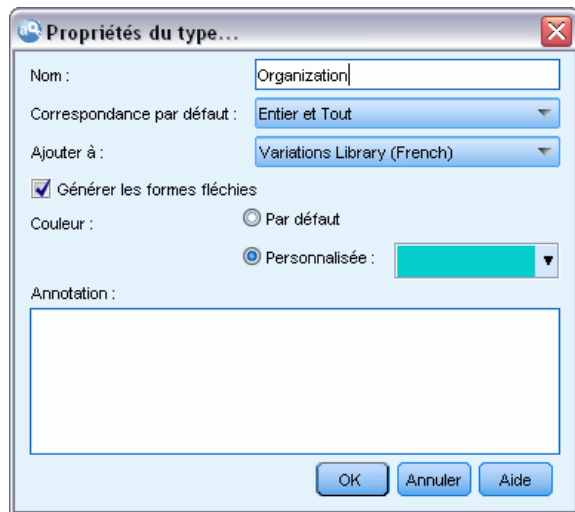 Propriétés du type...
Nom : Organization
Correspondance par défaut : Entier et Tout
Ajouter à : Variations Library (French)
Générer les formes fléchies
Couleur : Par défaut
Personnalisée :
Annotation :
OK Annuler Aide